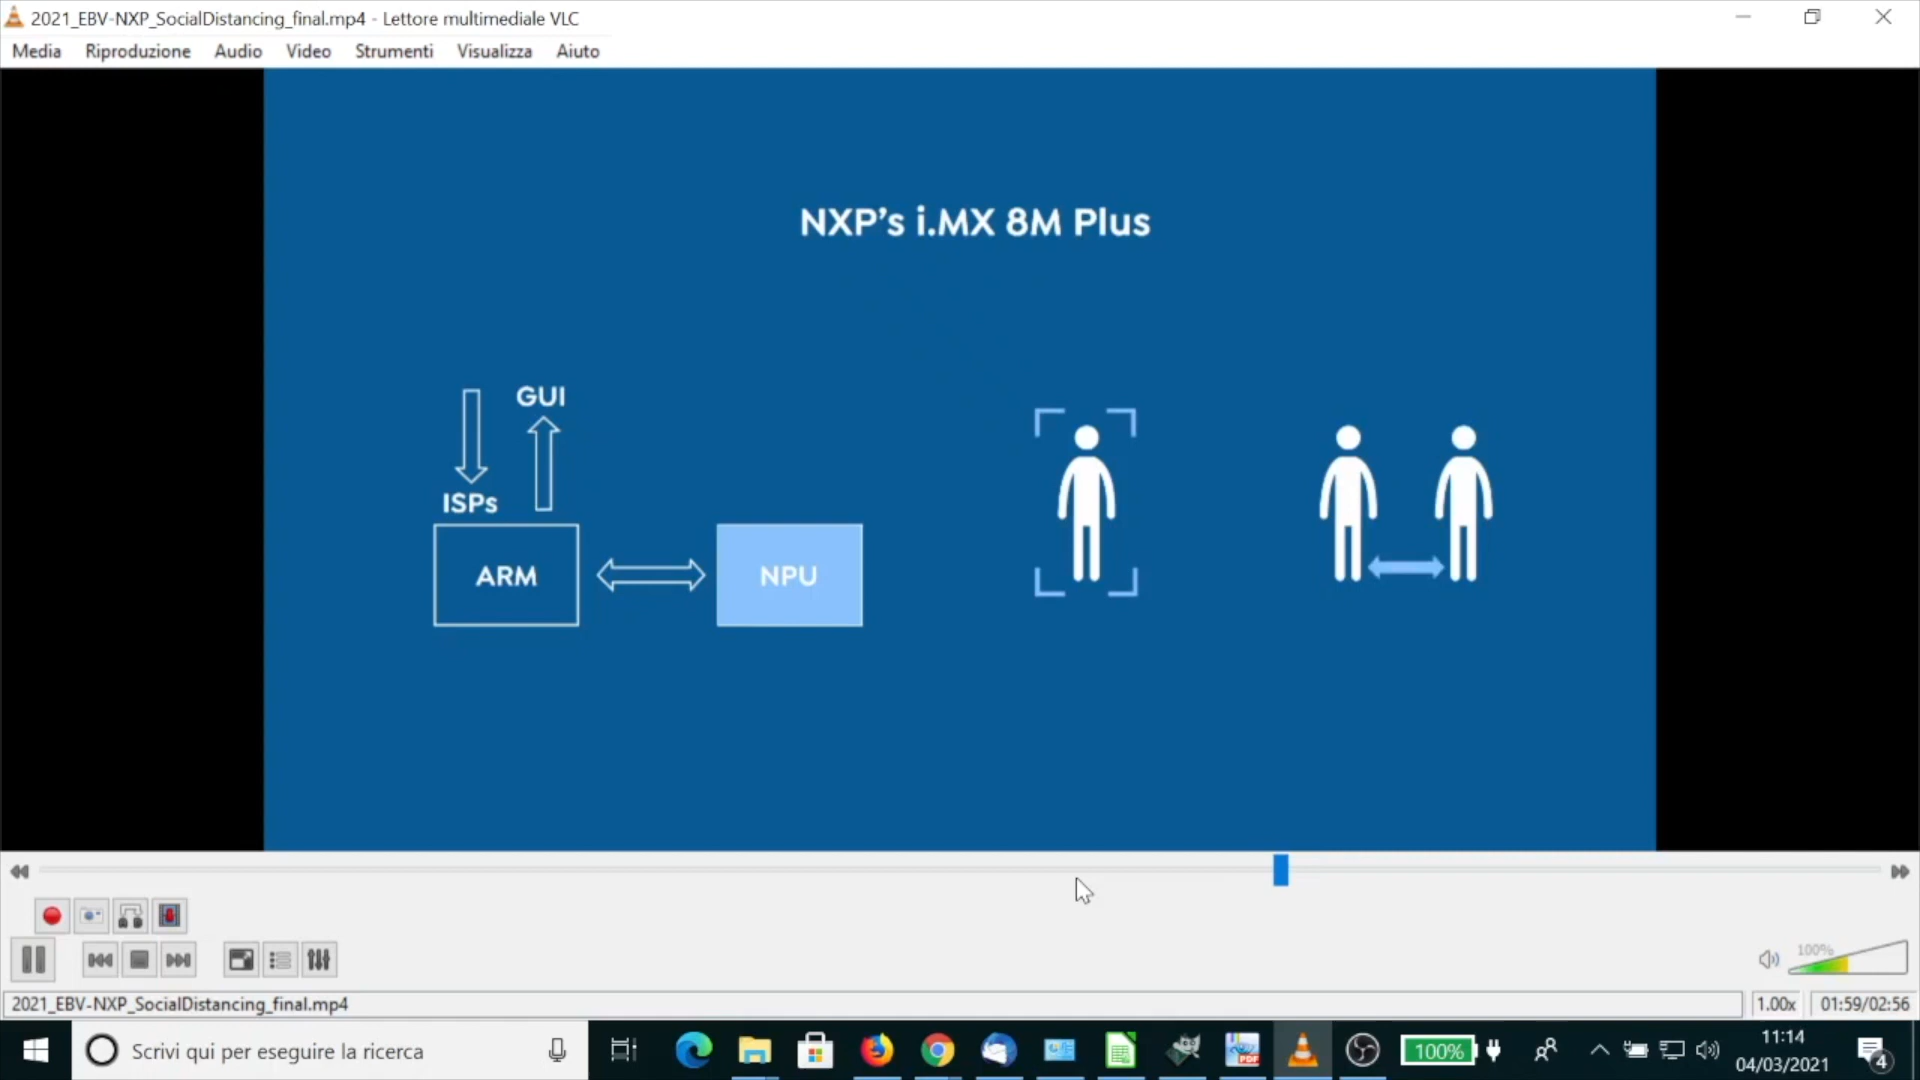 2021_EBV-NXP_SocialDistancing_final.mp4 - Lettore multimediale VLC
Media Riproduzione Audio Video Strumenti Visualizza Aiuto
NXP's i.MX 8M Plus
GUI
ISPs
ARM
NPU
100%
2021_EBV-NXP_SocialDistancing_final.mp4
1.00x
01:59/02:56
Scrivi qui per eseguire la ricerca
PDF
100%
11:14
04/03/2021
4